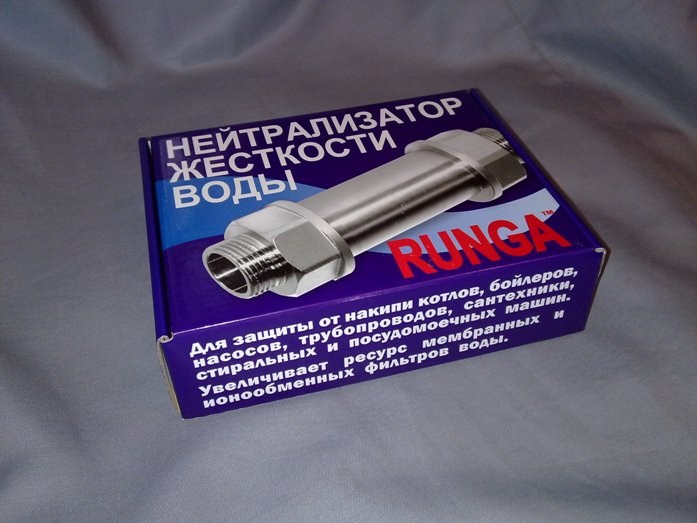 НЕЙТРАЛИЗАТОР
ЖЕСТКОСТИ
ВОДЫ
RUNGA™
Для защиты от накипи котлов, бойлеров,
насосов, трубопроводов, сантехники,
стиральных и посудомоечных машин.
Увеличивает ресурс мембранных и
ионообменных фильтров воды.